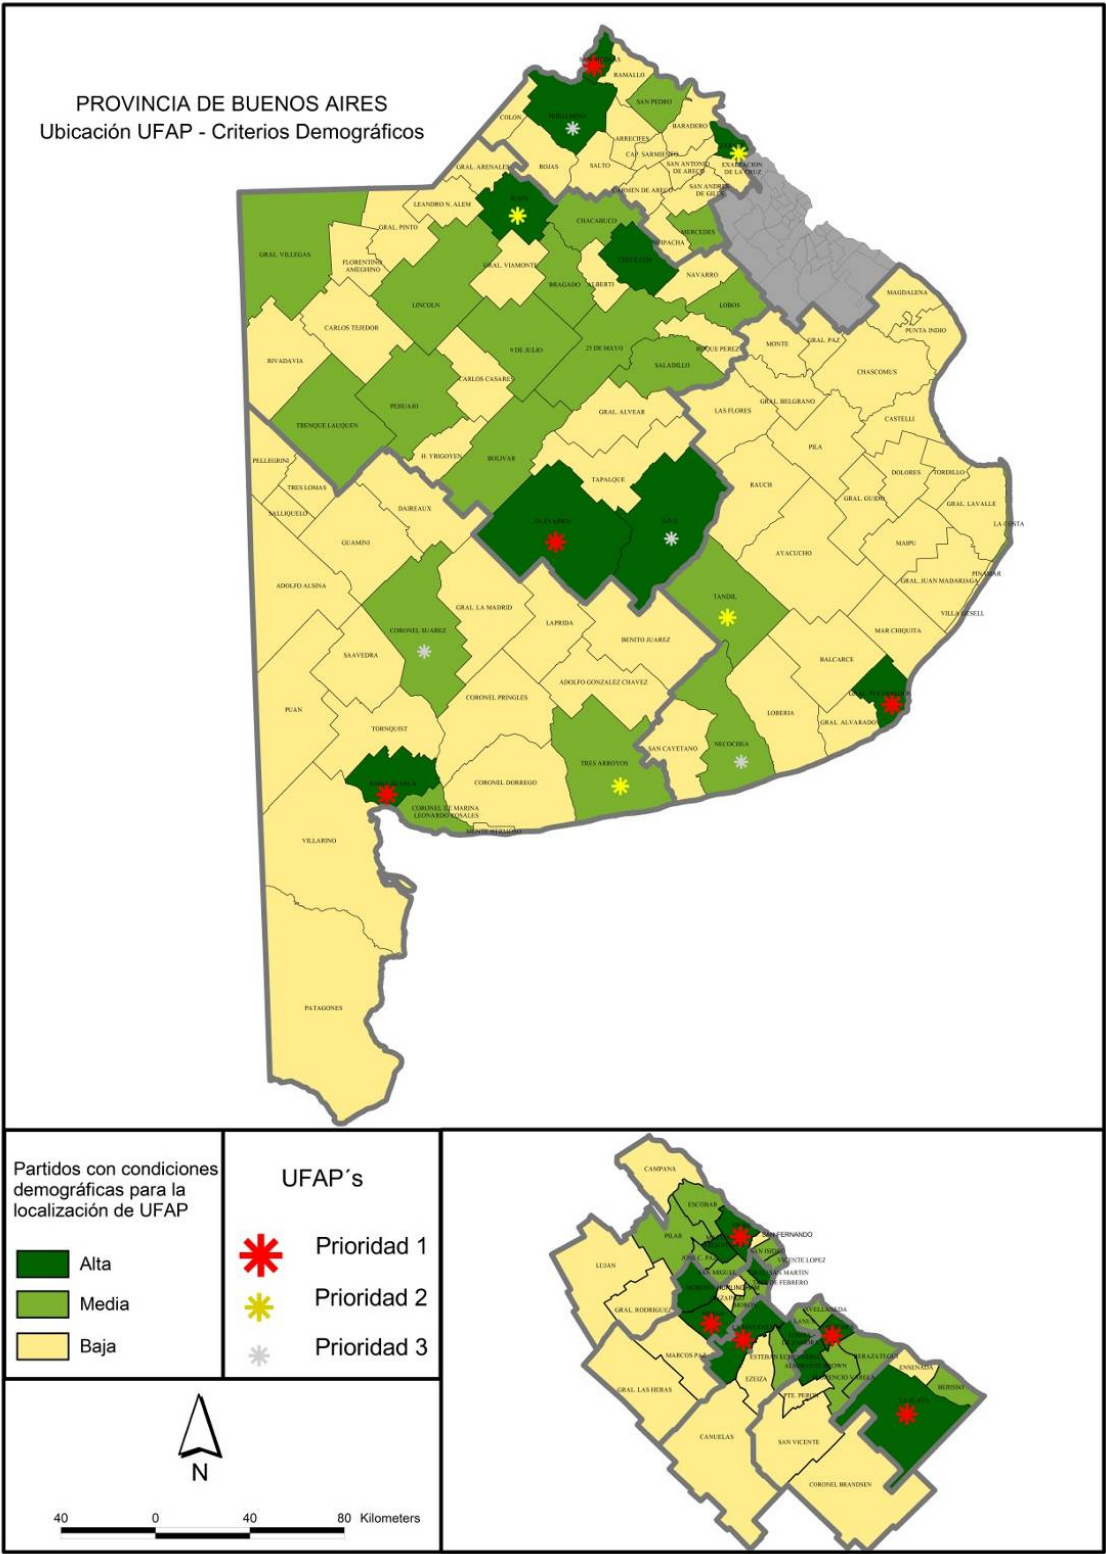 PROVINCIA DE BUENOS AIRES
Ubicación UFAP - Criterios Demográficos
RAMALLO
SAN PEDRO
COLON
BARADERO
ARRECIFES
CAP. SARMIENTO
ROJAS
SALTO
SAN ANTONIO
DE ARECO
EXALTACION
DE LA CRUZ
GRAL. ARENALES
CARMEN DE ARECO
SAN ANDRES
DE GILES
LEANDRO N. ALEM
JUNIN
CHACABUCO
GRAL. PINTO
MERCEDES
CHIVILCOY
GRAL. VILLEGAS
FLORENTINO
AMEGHINO
GRAL. VIAMONTE
NAVARRO
BRAGADO
ALBERTI
MAGDALENA
LINCOLN
LOBOS
CARLOS TEJEDOR
PUNTA INDIO
MONTE
GRAL. PAZ
9 DE JULIO
25 DE MAYO
ROQUE PEREZ
RIVADAVIA
SALADILLO
CHASCOMUS
CARLOS CASARES
PEHUAJO
GRAL. BELGRANO
LAS FLORES
GRAL. ALVEAR
CASTELLI
TRENQUE LAUQUEN
PILA
H. YRIGOYEN
BOLIVAR
PELLEGRINI
DOLORES
TORDILLO
TAPALQUE
RAUCH
TRES LOMAS
GRAL. GUIDO
GRAL. LAVALLE
DAIREAUX
SALLIQUELO
OLAVARRIA
AZUL
LA COSTA
GUAMINI
AYACUCHO
MAIPU
ADOLFO ALSINA
PINAMAR
GRAL. JUAN MADARIAGA
TANDIL
GRAL. LA MADRID
VILLA GESELL
LAPRIDA
CORONEL SUAREZ
MAR CHIQUITA
BENITO JUAREZ
SAAVEDRA
BALCARCE
ADOLFO GONZALEZ CHAVEZ
CORONEL PRINGLES
PUAN
LOBERIA
GRAL. ALVARADO
TORNQUIST
SAN CAYETANO
NECOCHEA
TRES ARROYOS
CORONEL DORREGO
CORONEL DE MARINA
LEONARDO ROSALES
MONTE HERMOSO
VILLARINO
PATAGONES
Partidos con condiciones
demográficas para la
localización de UFAP
Alta
Media
Baja
UFAP´s
Prioridad 1
Prioridad 2
Prioridad 3
N
40 0 40 80 Kilometers
CAMPANA
ESCOBAR
PILAR
SAN FERNANDO
SAN ISIDRO
VICENTE LOPEZ
LUJAN
JOSE C. PAZ
SAN MIGUEL
GRAL. RODRIGUEZ
AVELLANEDA
MARCOS PAZ
BERAZATEGUI
ESTEBAN ECHEVERRIA
ALMIRANTE BROWN
FLORENCIO VARELA
ENSENADA
EZEIZA
BERISSO
GRAL. LAS HERAS
PTE. PERON
LA PLATA
CANUELAS
SAN VICENTE
CORONEL BRANDSEN